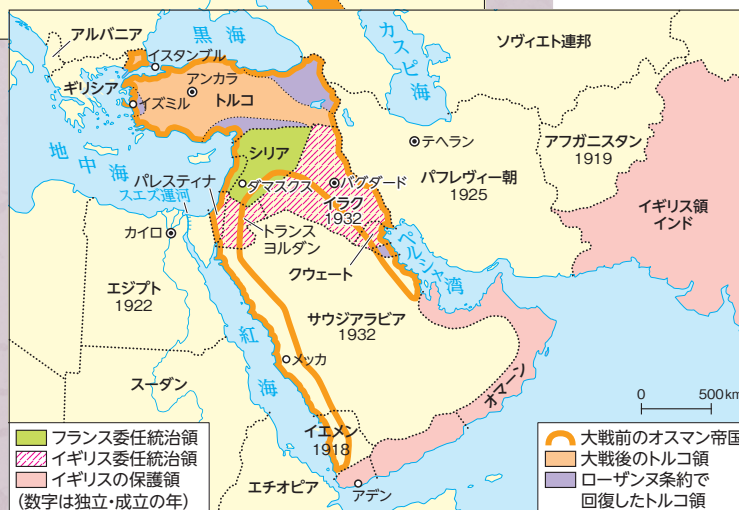 アルバニア
黒海
イスタンブル
カスピ海
ソヴィエト連邦
ギリシア
アンカラ
イズミル
トルコ
地中海
シリア
テヘラン
アフガニスタン
1919
パレスティナ
スエズ運河
ダマスクス
バグダード
パフレヴィー朝
1925
イギリス領
インド
イラク
1932
カイロ
トランス
ヨルダン
クウェート
ペルシャ湾
エジプト
1922
サウジアラビア
1932
紅海
メッカ
スーダン
オマーン
0 500km
イエメン
1918
エチオピア
アデン
フランス委任統治領
イギリス委任統治領
イギリスの保護領
(数字は独立・成立の年)
大戦前のオスマン帝国
大戦後のトルコ領
ローザンヌ条約で
回復したトルコ領